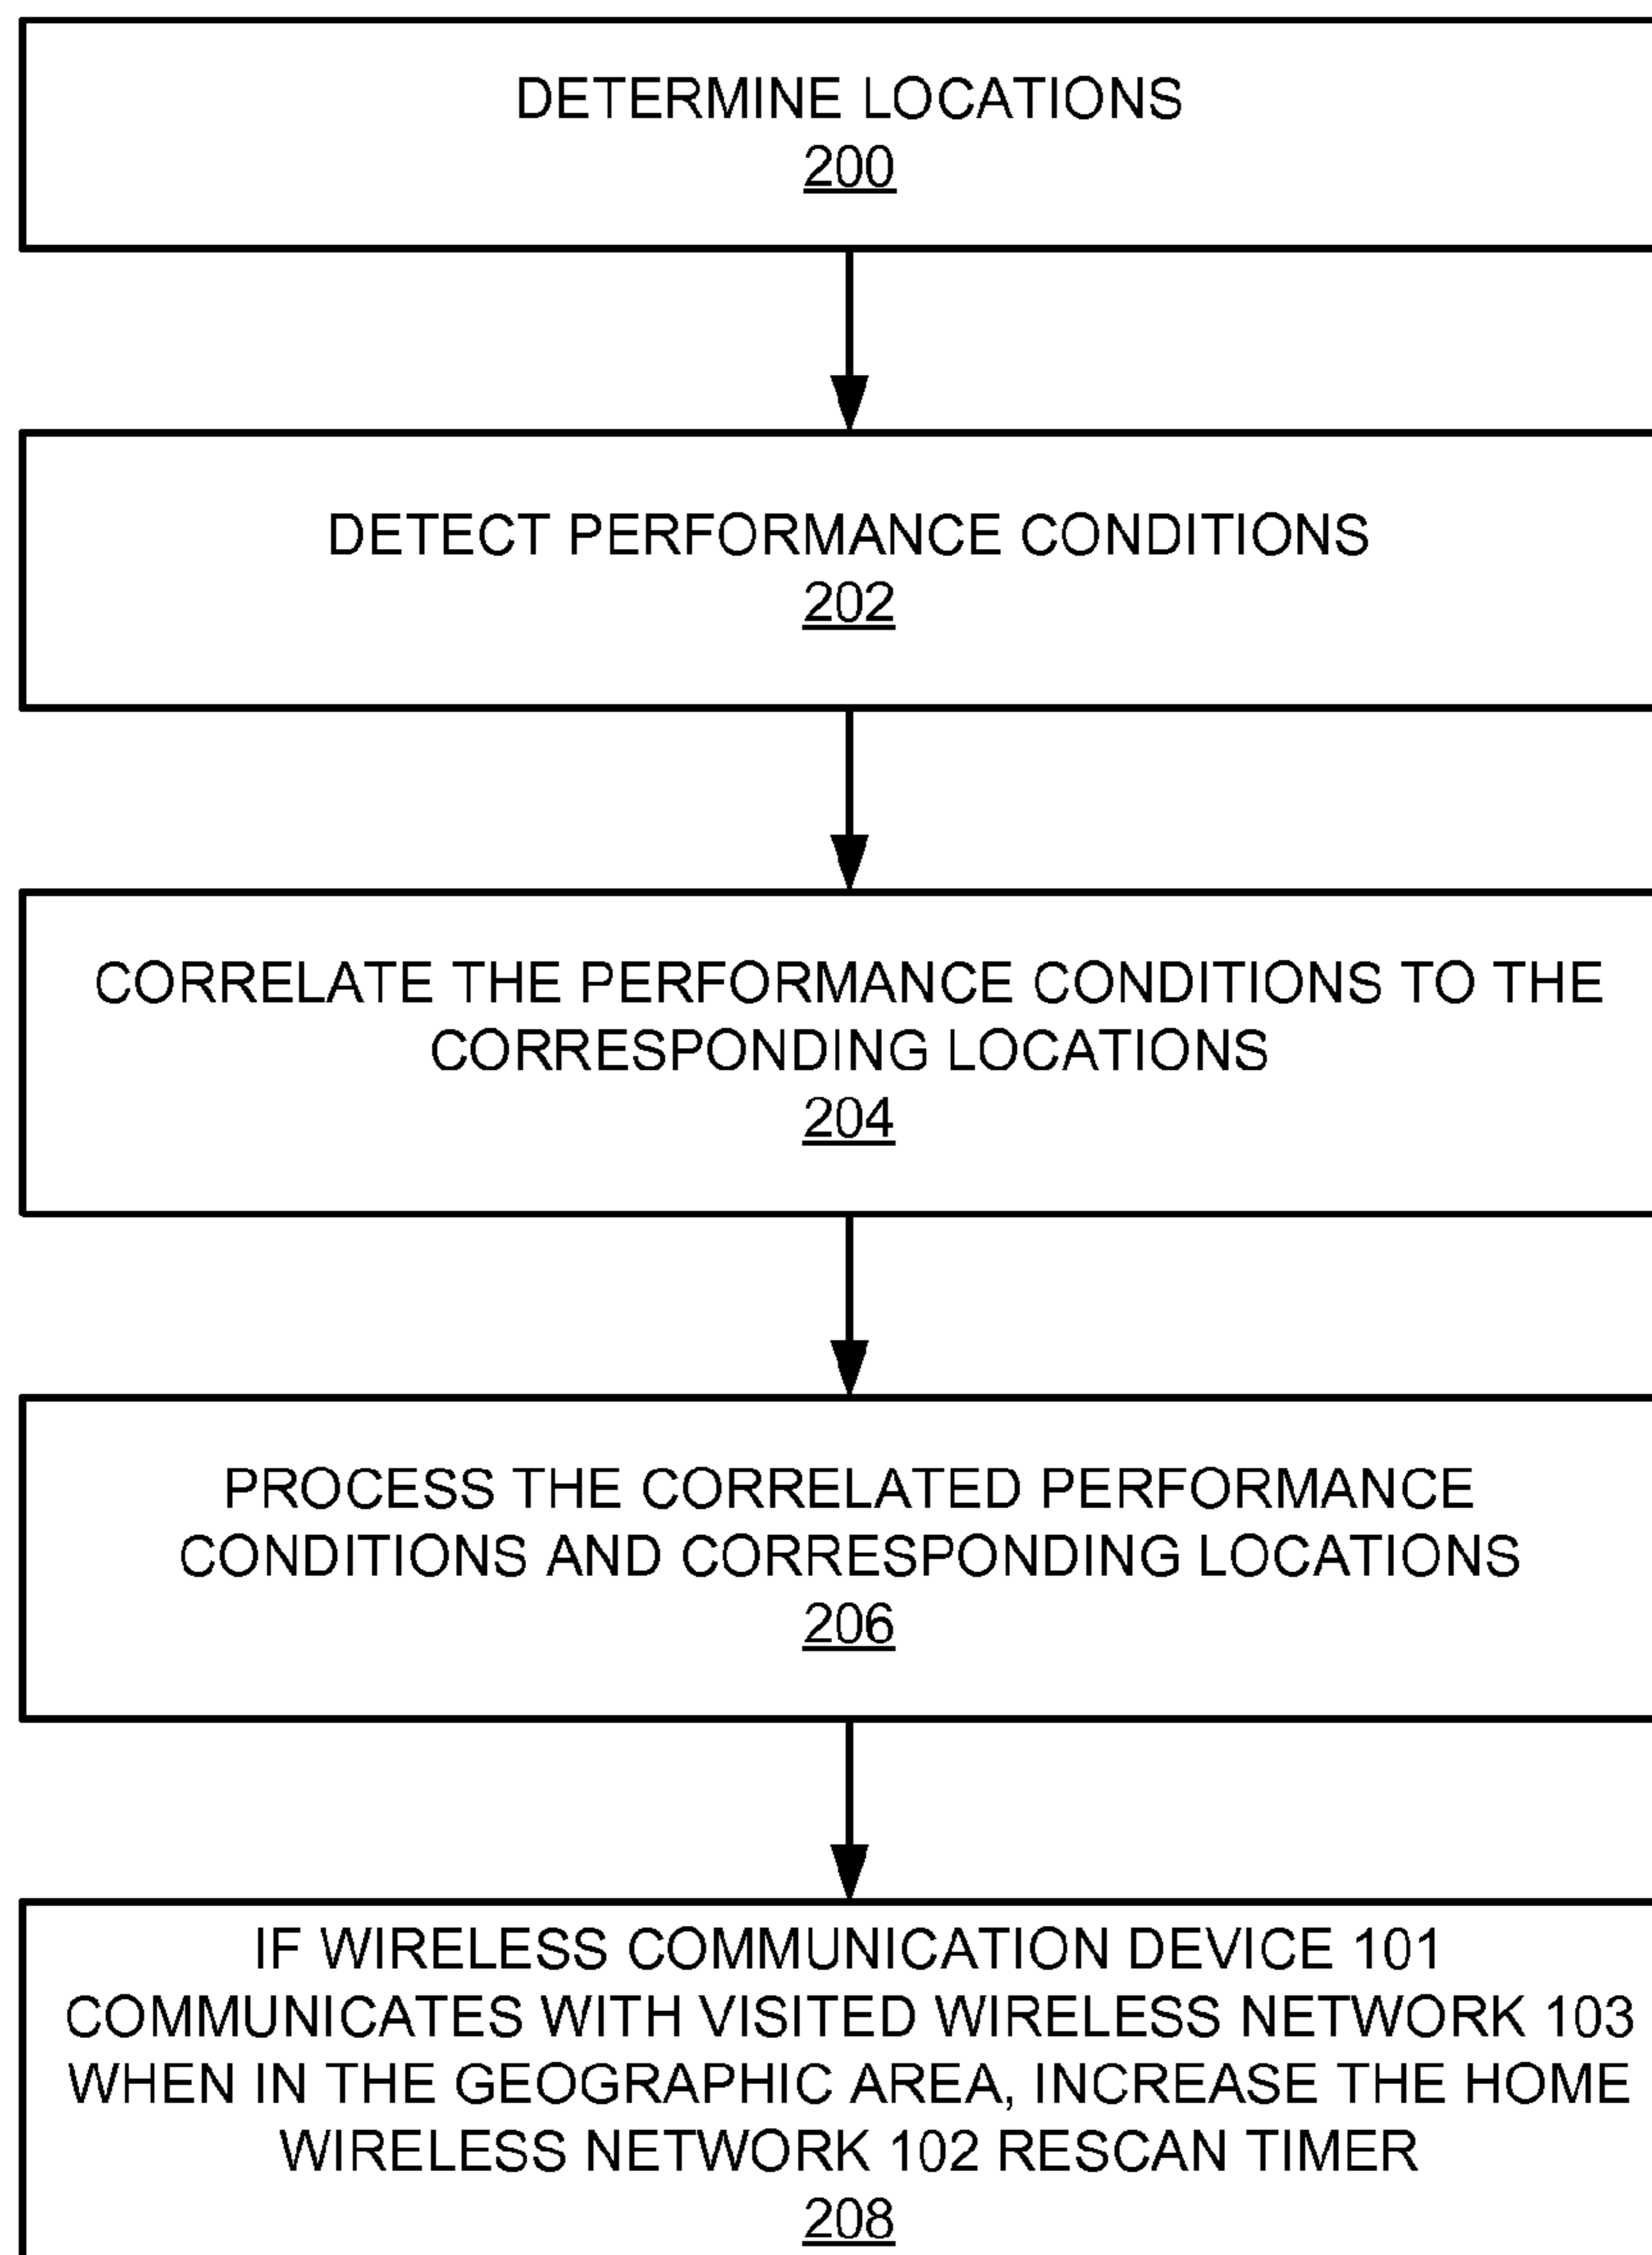 DETERMINE LOCATIONS
200
DETECT PERFORMANCE CONDITIONS
202
CORRELATE THE PERFORMANCE CONDITIONS TO THE
CORRESPONDING LOCATIONS
204
PROCESS THE CORRELATED PERFORMANCE
CONDITIONS AND CORRESPONDING LOCATIONS
206
IF WIRELESS COMMUNICATION DEVICE 101
COMMUNICATES WITH VISITED WIRELESS NETWORK 103
WHEN IN THE GEOGRAPHIC AREA, INCREASE THE HOME
WIRELESS NETWORK 102 RESCAN TIMER
208